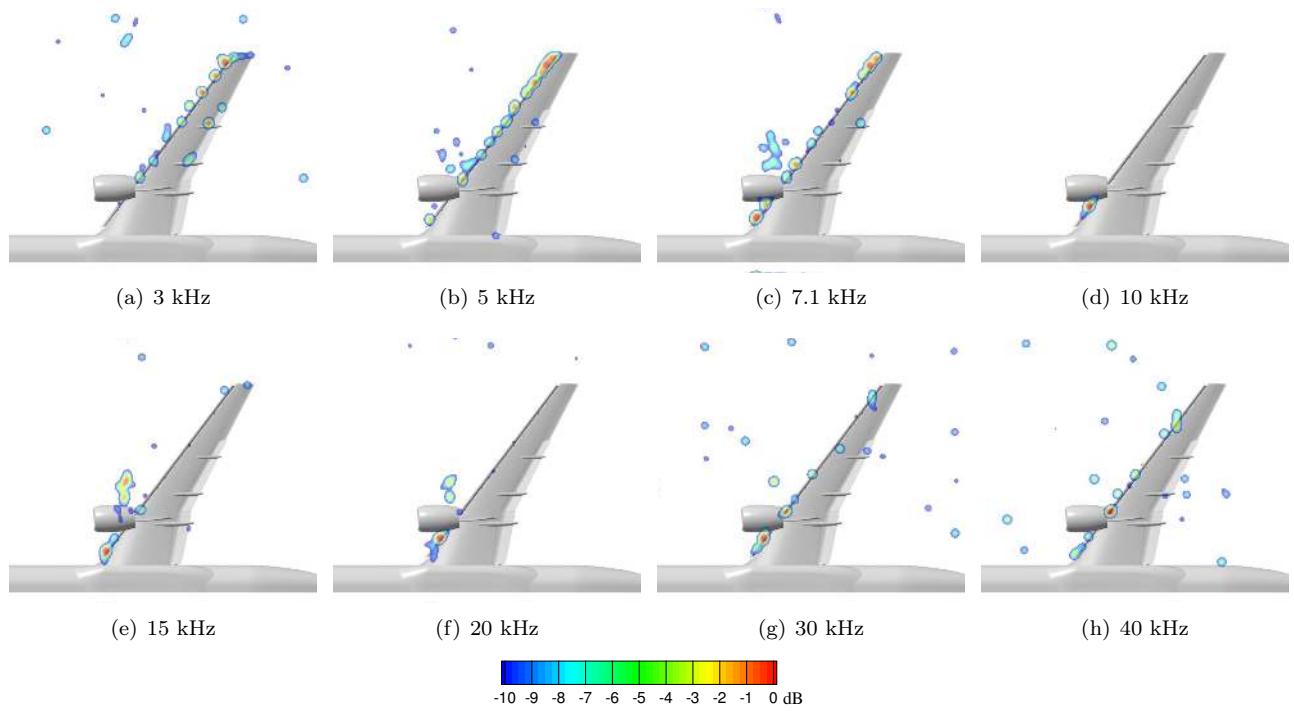 (a) 3 kHz
(b) 5 kHz
(c) 7.1 kHz
(d) 10 kHz
(e) 15 kHz
(f) 20 kHz
(g) 30 kHz
(h) 40 kHz
-10 -9 -8 -7 -6 -5 -4 -3 -2 -1 0 dB